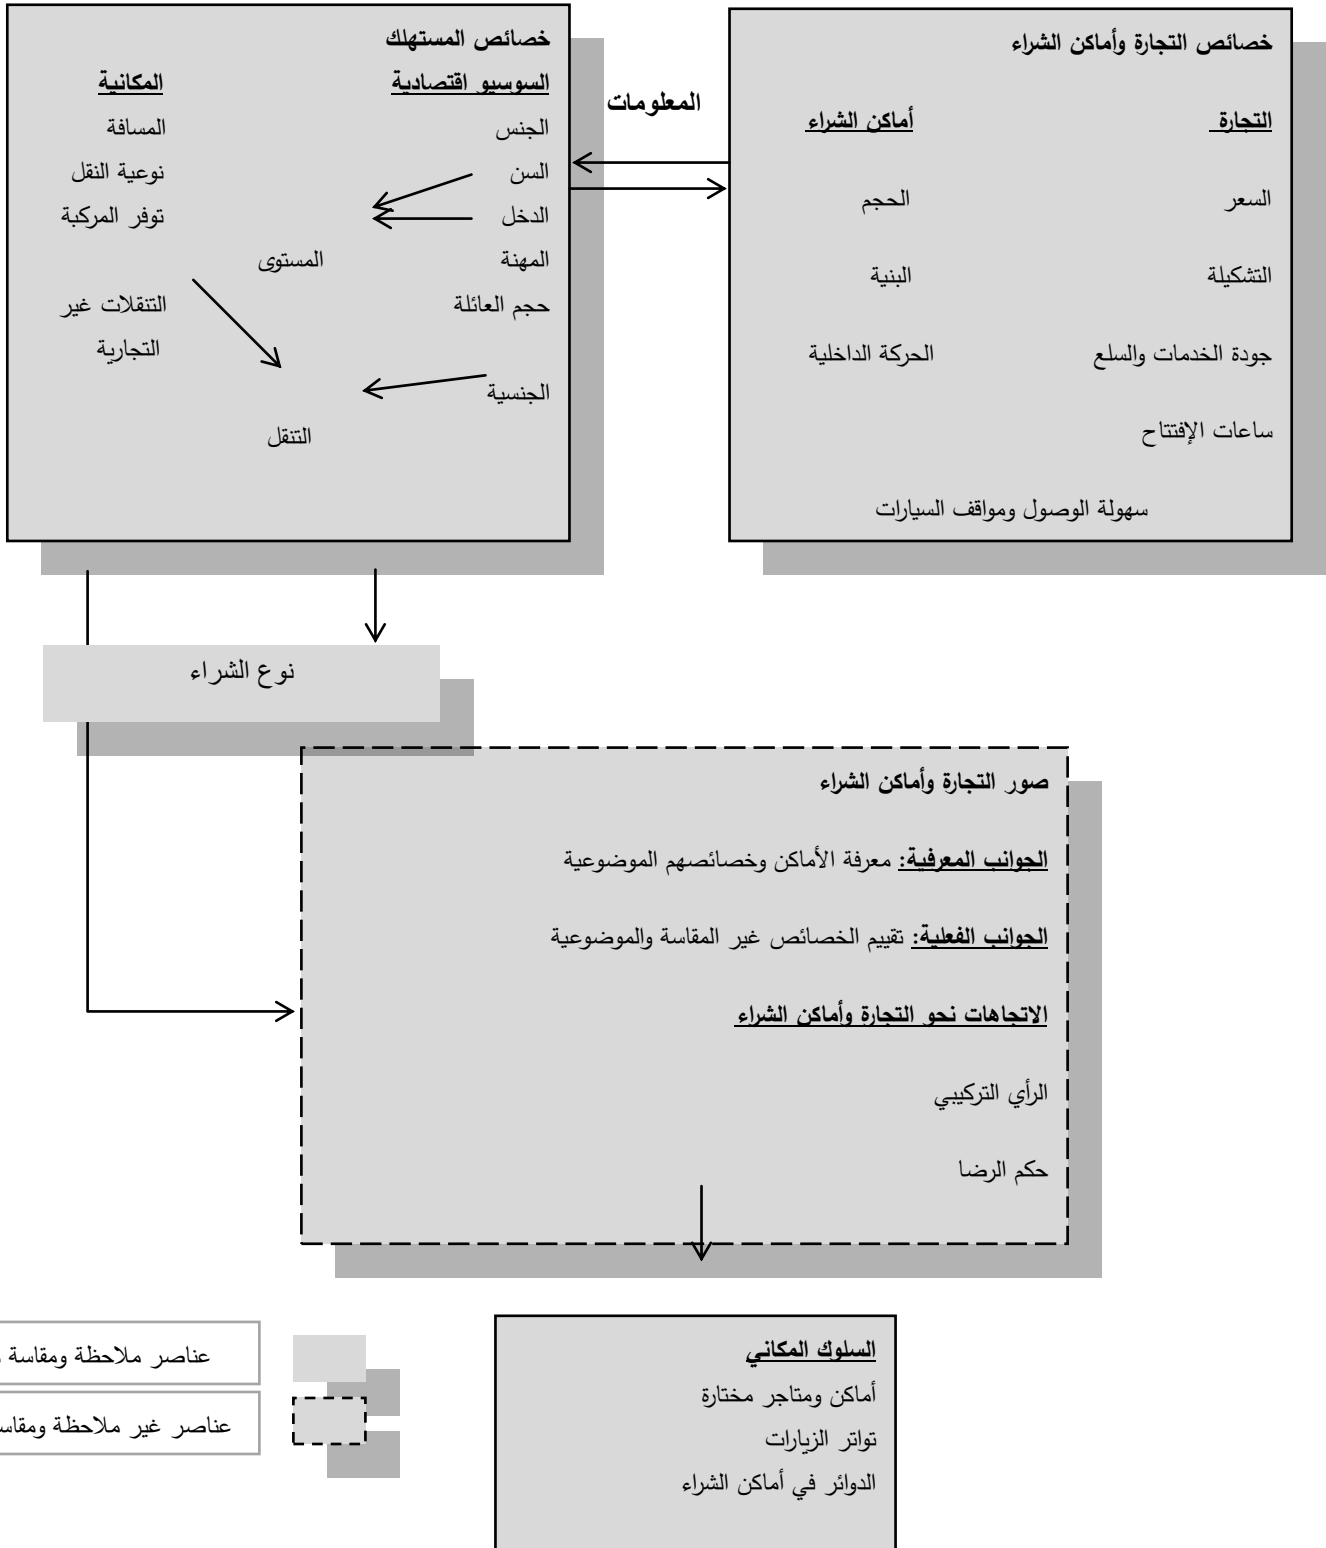 خصائص التجارة وأماكن الشراء
التجارة
أماكن الشراء
السعر
الحجم
التشكيلة
البنية
جودة الخدمات والسلع
الحركة الداخلية
ساعات الإفتتاح
سهولة الوصول ومواقف السيارات
المعلومات
خصائص المستهلك
السوسيو اقتصادية
المكانية
الجنس
المسافة
السن
نوعية النقل
الدخل
توفر المركبة
المهنة
المستوى
حجم العائلة
التنقلات غير
التجارية
الجنسية
التنقل
نوع الشراء
صور التجارة وأماكن الشراء
الجوانب المعرفية: معرفة الأماكن وخصائصهم الموضوعية
الجوانب الفعلية: تقييم الخصائص غير المقاسة والموضوعية
الاتجاهات نحو التجارة وأماكن الشراء
الرأي التركيبي
حكم الرضا
السلوك المكاني
أماكن ومتاجر مختارة
تواتر الزيارات
الدوائر في أماكن الشراء
عناصر ملاحظة ومقاسة
عناصر غير ملاحظة